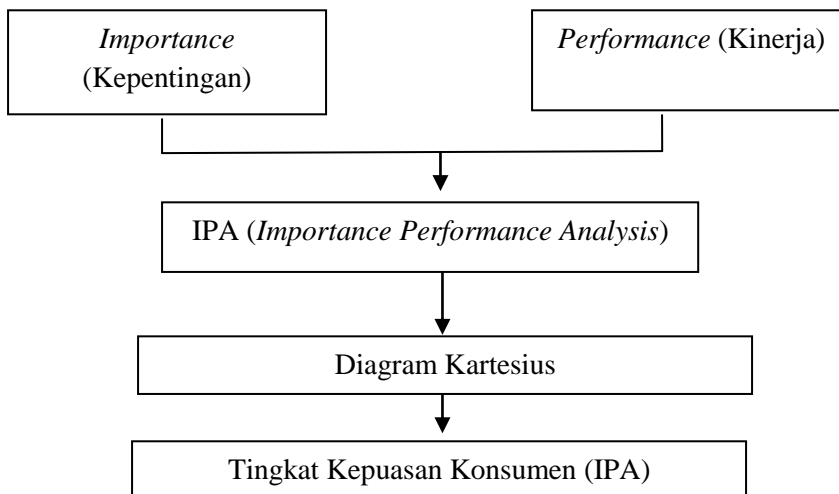 Importance
(Kepentingan)
Performance (Kinerja)
IPA (Importance Performance Analysis)
Diagram Kartesius
Tingkat Kepuasan Konsumen (IPA)